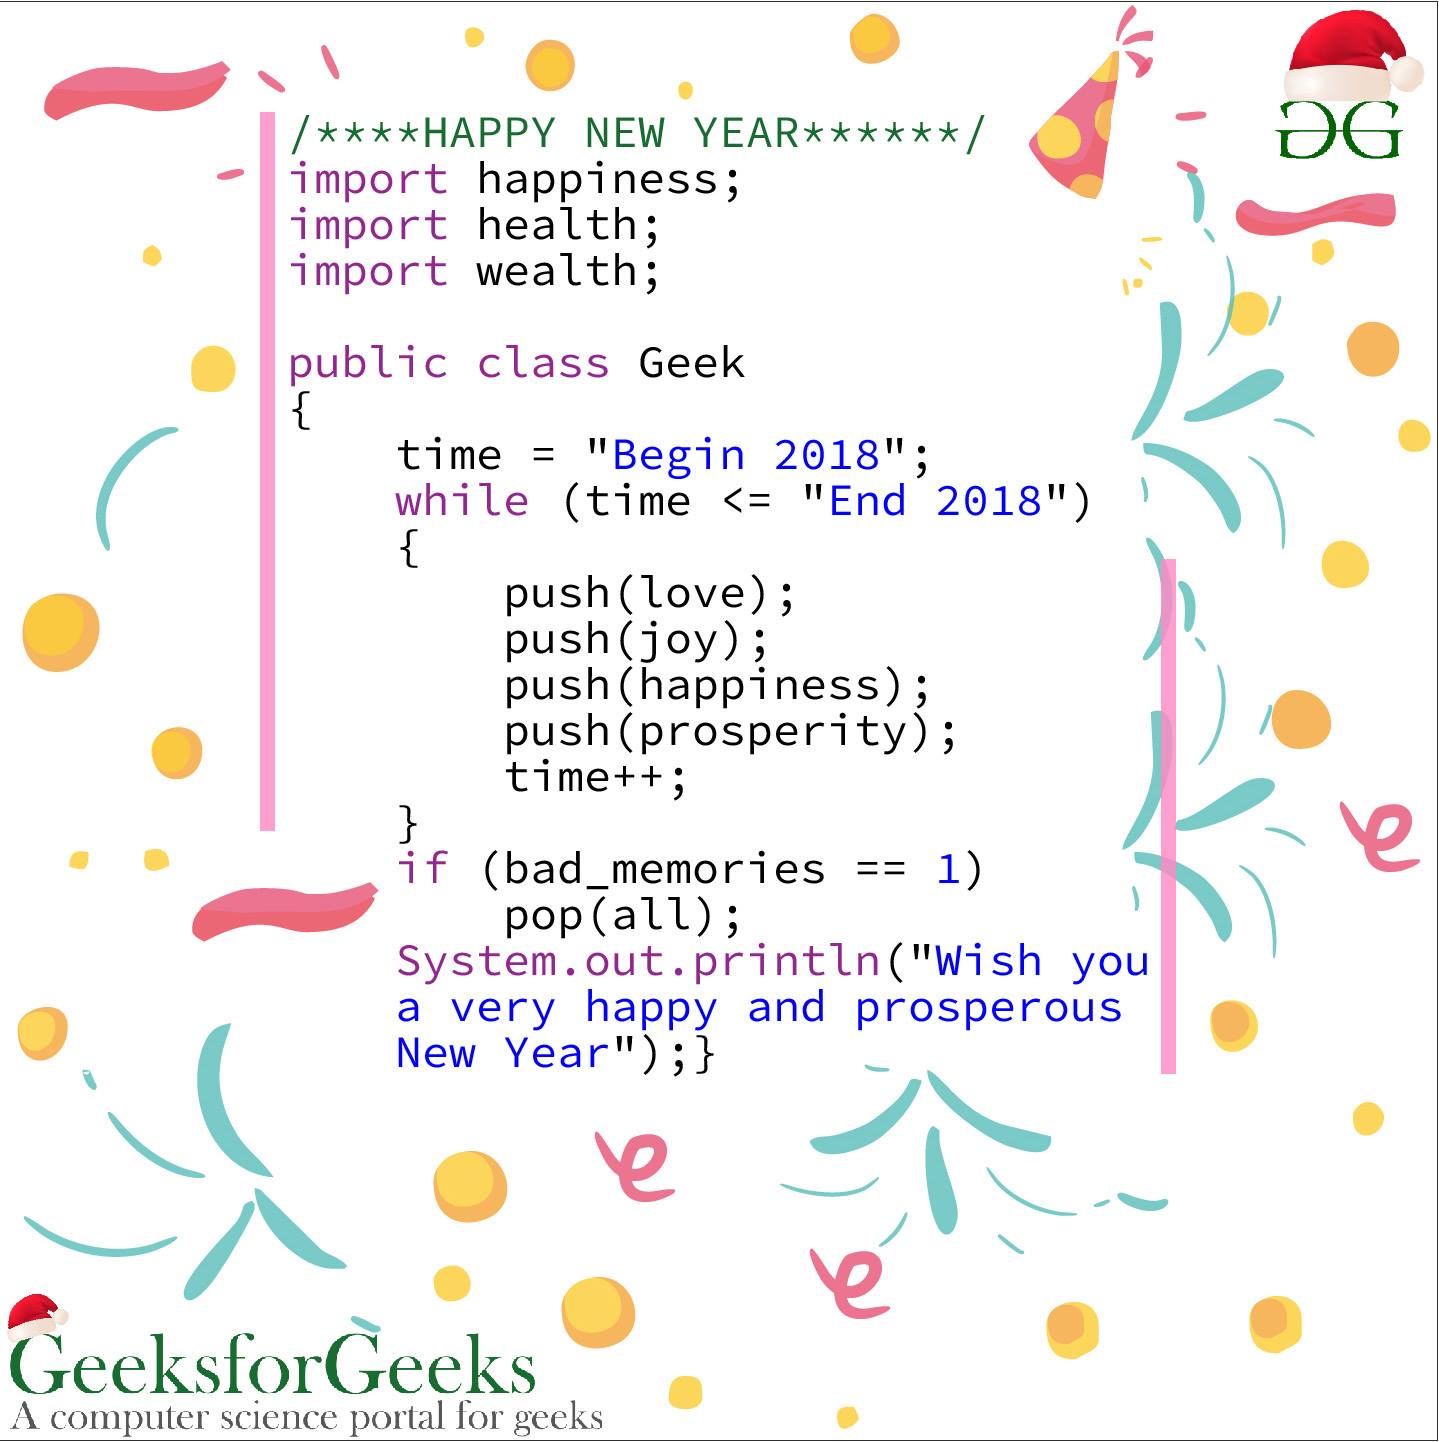 /****HAPPY NEW YEAR******/
import happiness;
import health;
import wealth;
public class Geek
{
time = "Begin 2018";
while (time <= "End 2018")
{
push(love);
push(joy);
push(happiness);
push(prosperity);
time++;
}
if (bad_memories == 1)
pop(all);
System.out.println("Wish you
a very happy and prosperous
New Year");}
GG
GeeksforGeeks
A computer science portal for geeks